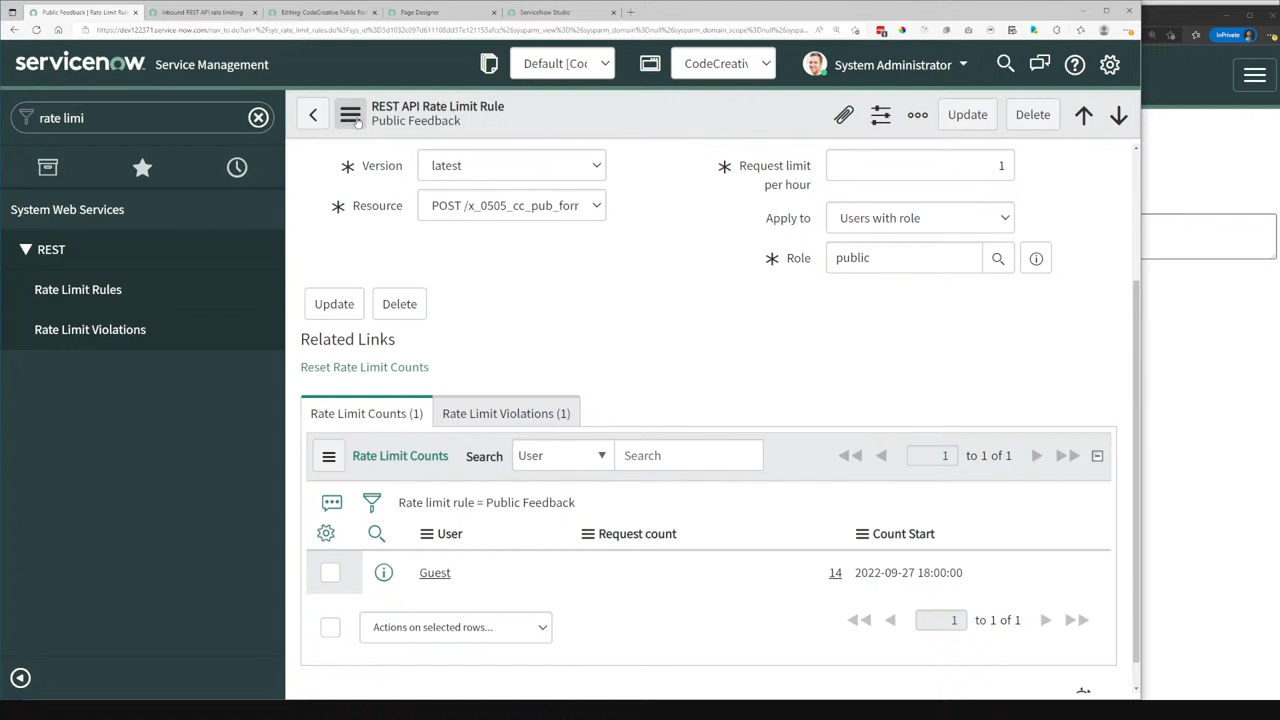 Public Feedback | Rate Limit Rul
Inbound REST API rate limiting
Editing: CodeCreative Public For
Page Designer
ServiceNow Studio
InPrivate
servicenow Service Management
Default [Coc
CodeCreativ
System Administrator
rate limi
REST API Rate Limit Rule
Public Feedback
Update
Delete
System Web Services
REST
Rate Limit Rules
Rate Limit Violations
Version
latest
Request limit per hour
1
Resource
POST /x_0505_cc_pub_forr
Apply to
Users with role
Role
public
Update
Delete
Related Links
Reset Rate Limit Counts
Rate Limit Counts (1)
Rate Limit Violations (1)
Rate Limit Counts
Search
User
Search
1
to 1 of 1
Rate limit rule = Public Feedback
User
Request count
Count Start
Guest
14
2022-09-27 18:00:00
Actions on selected rows...
1
to 1 of 1